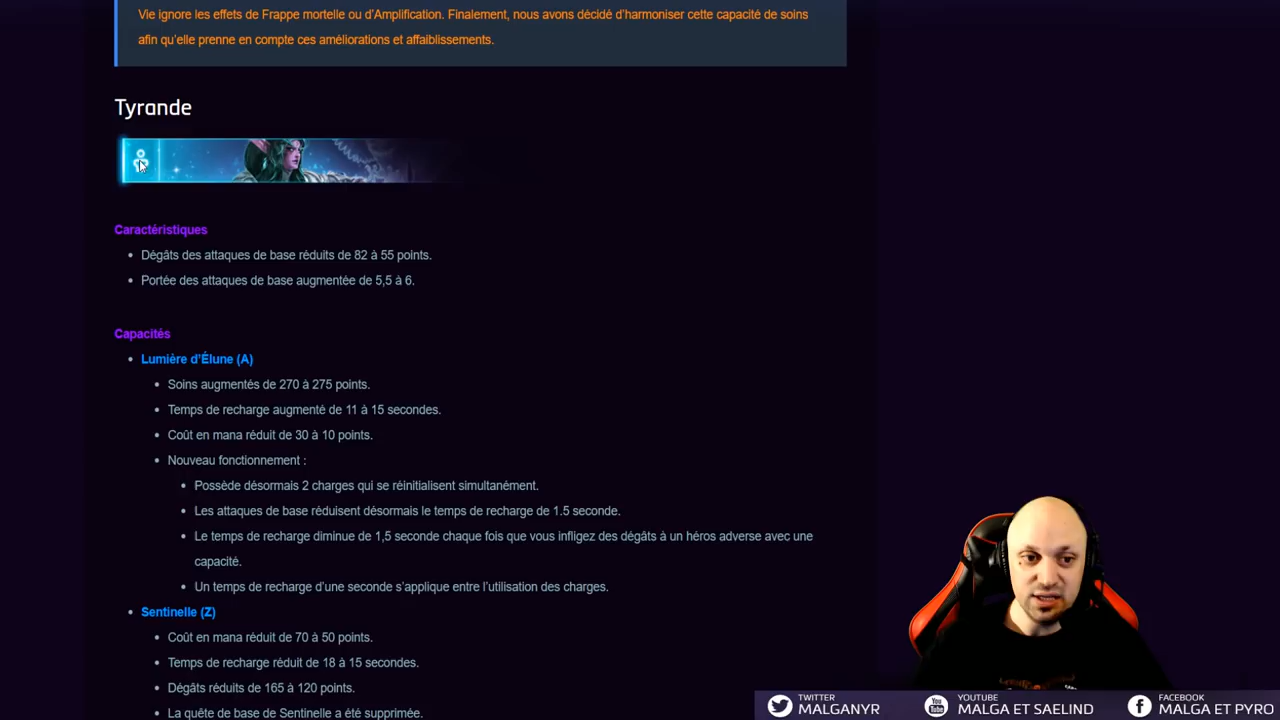 Vie ignore les effets de Frappe mortelle ou d’Amplification. Finalement, nous avons décidé d’harmoniser cette capacité de soins
afin qu’elle prenne en compte ces améliorations et affaiblissements.
Tyrande
Caractéristiques
Dégâts des attaques de base réduits de 82 à 55 points.
Portée des attaques de base augmentée de 5,5 à 6.
Capacités
Lumière d’Élune (A)
Soins augmentés de 270 à 275 points.
Temps de recharge augmenté de 11 à 15 secondes.
Coût en mana réduit de 30 à 10 points.
Nouveau fonctionnement :
Possède désormais 2 charges qui se réinitialisent simultanément.
Les attaques de base réduisent désormais le temps de recharge de 1.5 seconde.
Le temps de recharge diminue de 1,5 seconde chaque fois que vous infligez des dégâts à un héros adverse avec une
capacité.
Un temps de recharge d’une seconde s’applique entre l’utilisation des charges.
Sentinelle (Z)
Coût en mana réduit de 70 à 50 points.
Temps de recharge réduit de 18 à 15 secondes.
Dégâts réduits de 165 à 120 points.
La quête de base de Sentinelle a été supprimée.
TWITTER
MALGANYR
YOUTUBE
MALGA ET SAELIND
FACEBOOK
MALGA ET PYRO